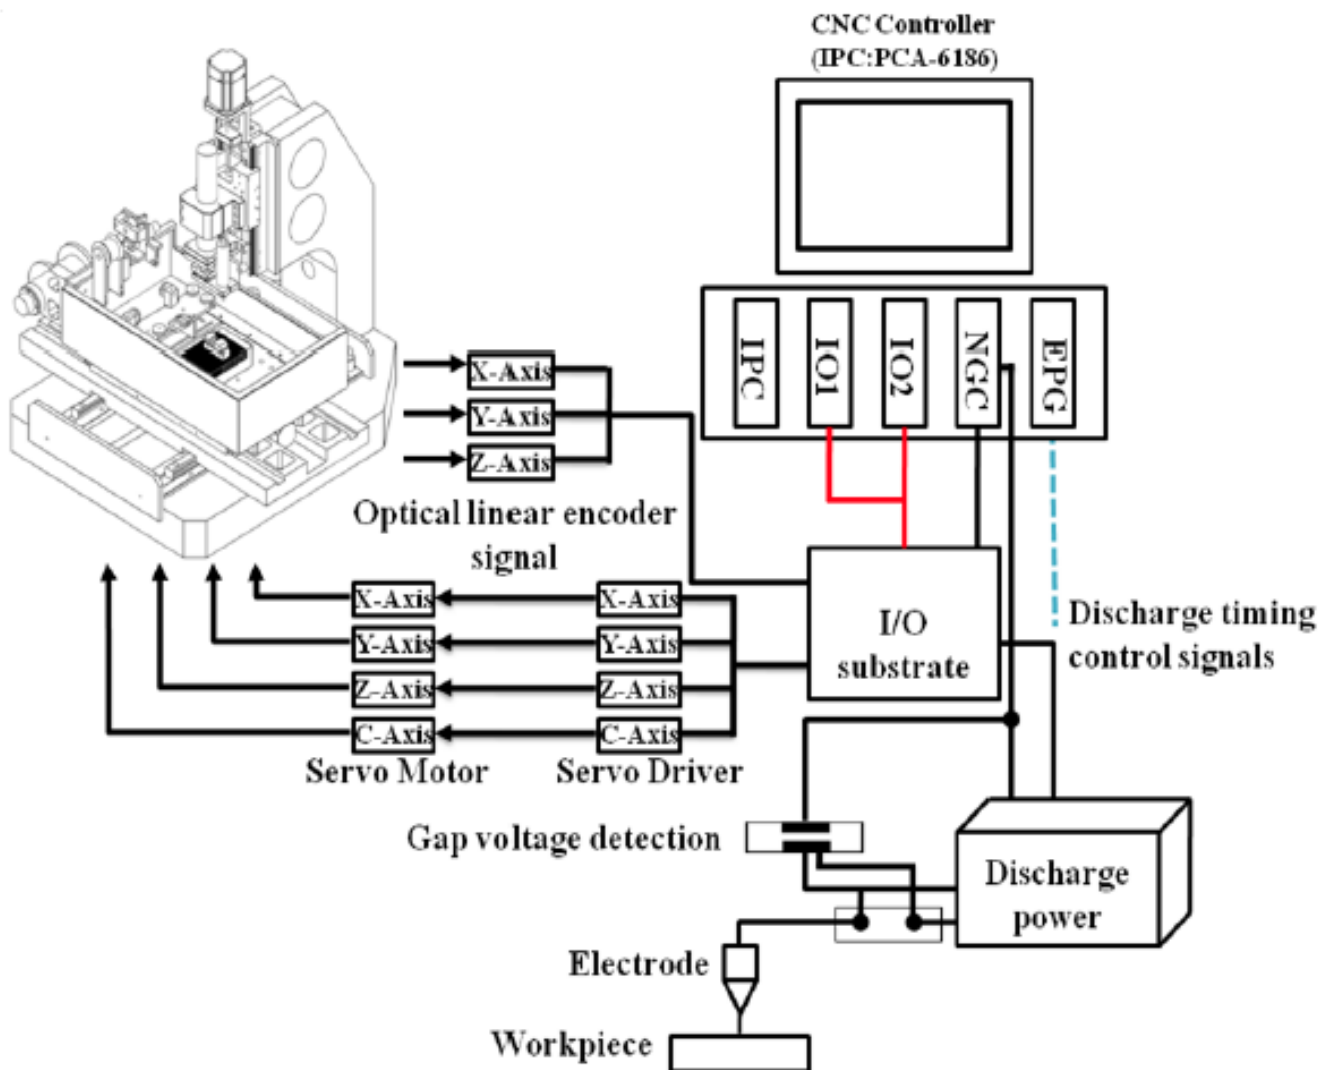 CNC Controller
(IPC:PCA-6186)
IPC
IO1
IO2
NGC
EPG
X-Axis
Y-Axis
Z-Axis
Optical linear encoder
signal
X-Axis
X-Axis
Y-Axis
Y-Axis
Z-Axis
Z-Axis
C-Axis
C-Axis
Servo Motor
Servo Driver
I/O
substrate
Discharge timing
control signals
Gap voltage detection
Discharge
power
Electrode
Workpiece